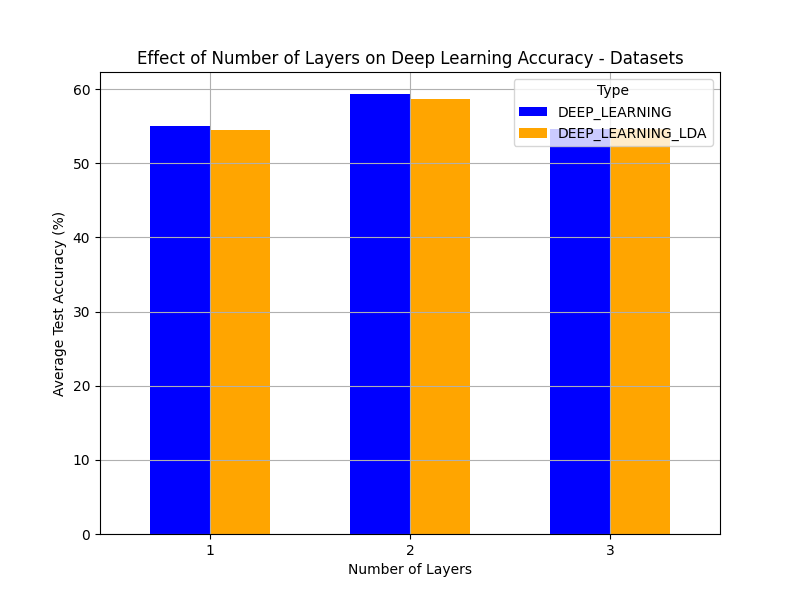 Effect of Number of Layers on Deep Learning Accuracy - Datasets
Type
DEEP_LEARNING
DEEP_LEARNING_LDA
Average Test Accuracy (%)
60
50
40
30
20
10
0
1
2
3
Number of Layers